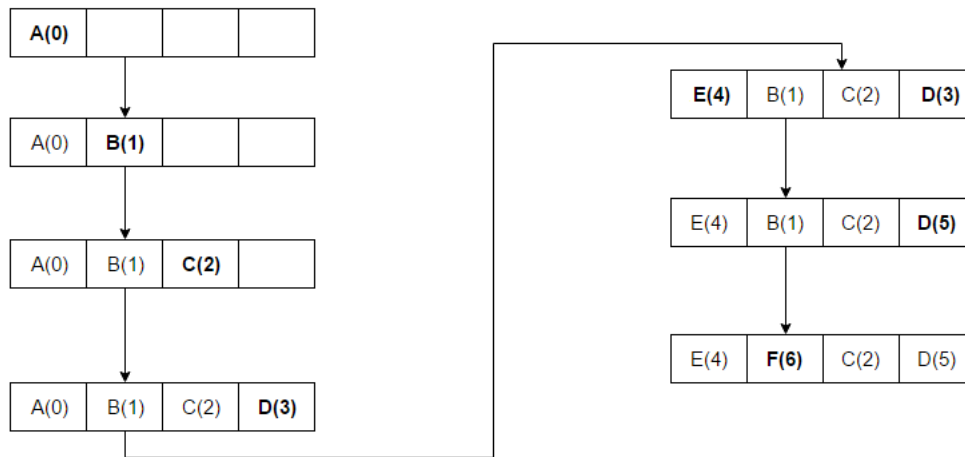 A(0)
A(0) B(1)
A(0) B(1) C(2)
A(0) B(1) C(2) D(3)
E(4) B(1) C(2) D(3)
E(4) B(1) C(2) D(5)
E(4) F(6) C(2) D(5)